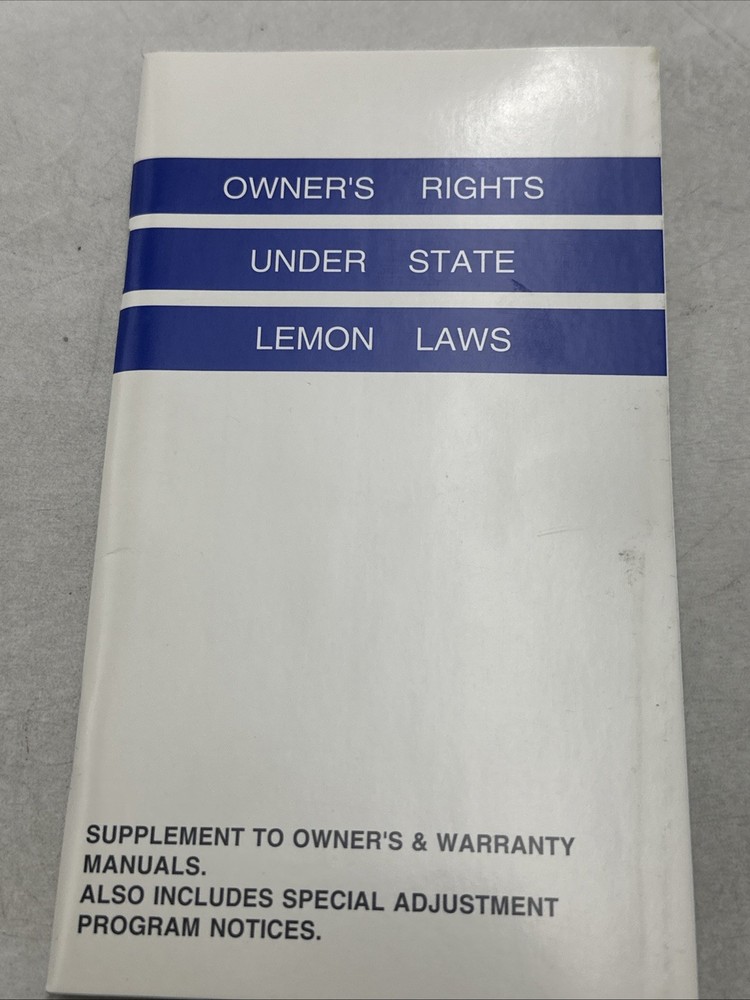 OWNER'S RIGHTS
UNDER STATE
LEMON LAWS
SUPPLEMENT TO OWNER'S & WARRANTY
MANUALS.
ALSO INCLUDES SPECIAL ADJUSTMENT
PROGRAM NOTICES.